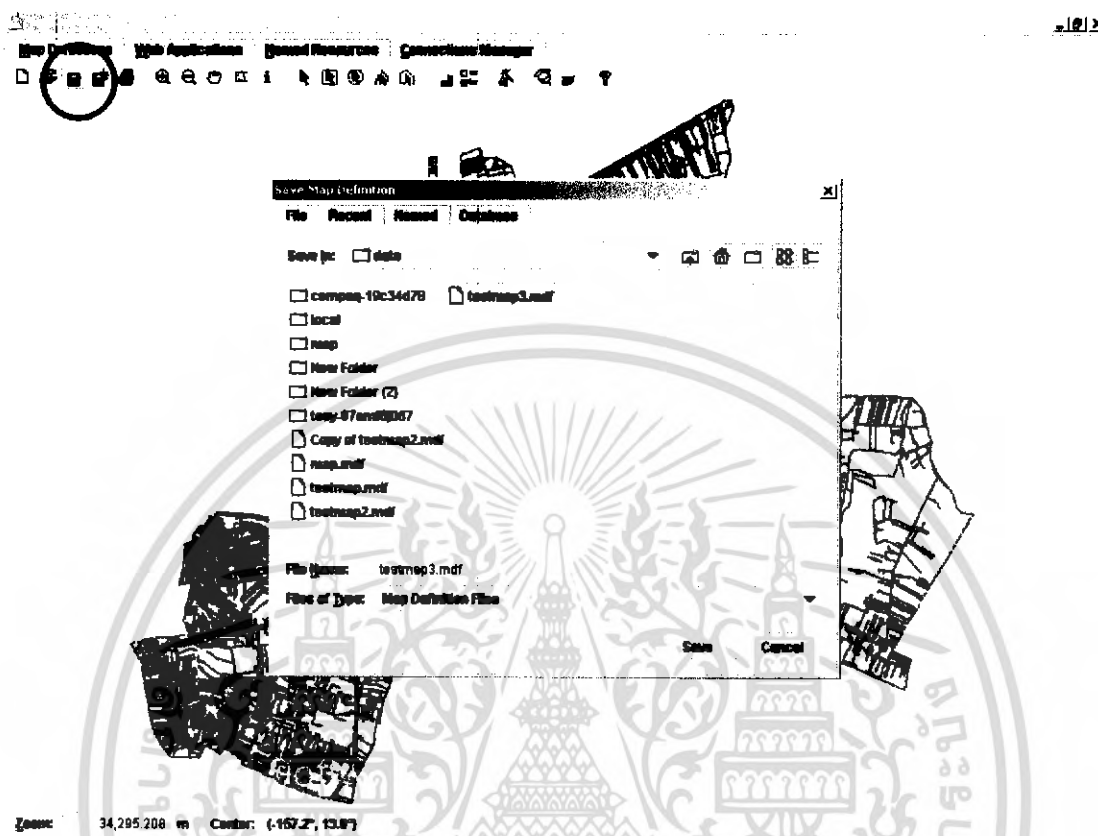 Map Definitions Web Applications Named Resources Connections Manager
Save Map Definition
File Recent Named Database
Save In: data
compaq-19c34d78 testmap3.mdf
local
map
New Folder
New Folder (2)
Copy of testmap2.mdf
map.mdf
testmap.mdf
testmap2.mdf
File Name: testmap3.mdf
Files of Type: Map Definition Files
Save Cancel
Zoom: 34,295.208 m Center: (-157.2°, 13.8°)